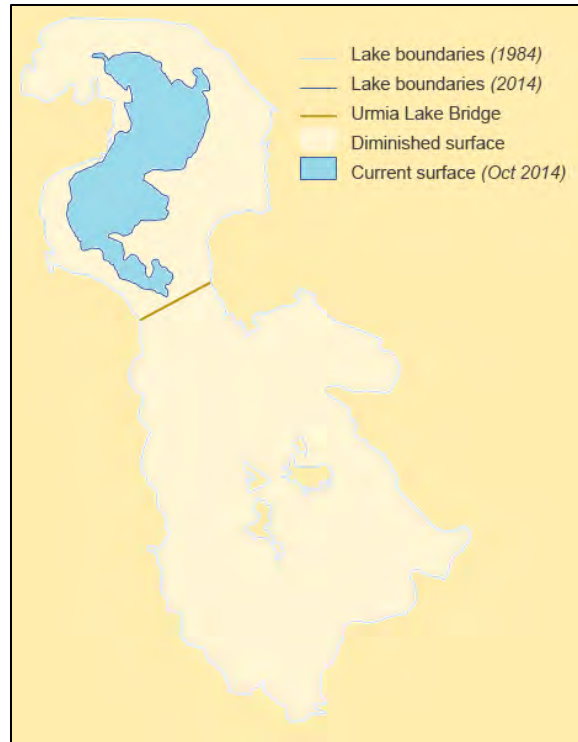 Lake boundaries (1984)
Lake boundaries (2014)
Urmia Lake Bridge
Diminished surface
Current surface (Oct 2014)